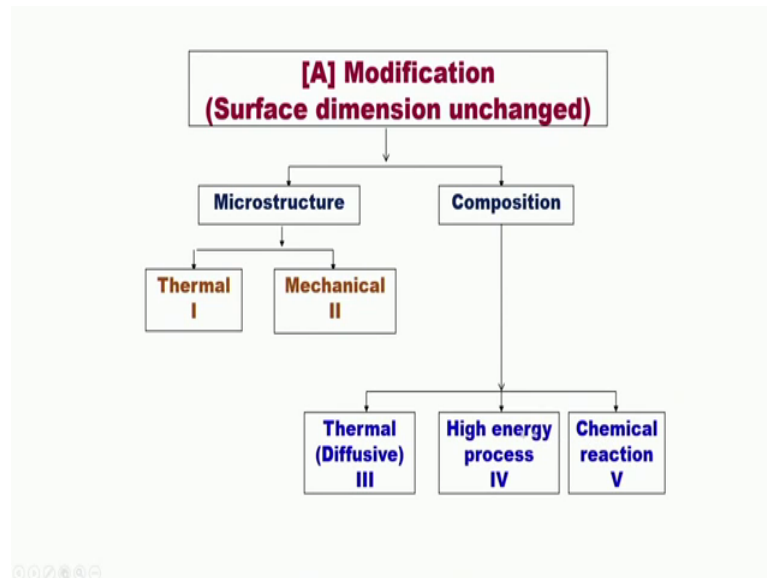 [A] Modification
(Surface dimension unchanged)
Microstructure
Composition
Thermal
I
Mechanical
II
Thermal
(Diffusive)
III
High energy
process
IV
Chemical
reaction
V